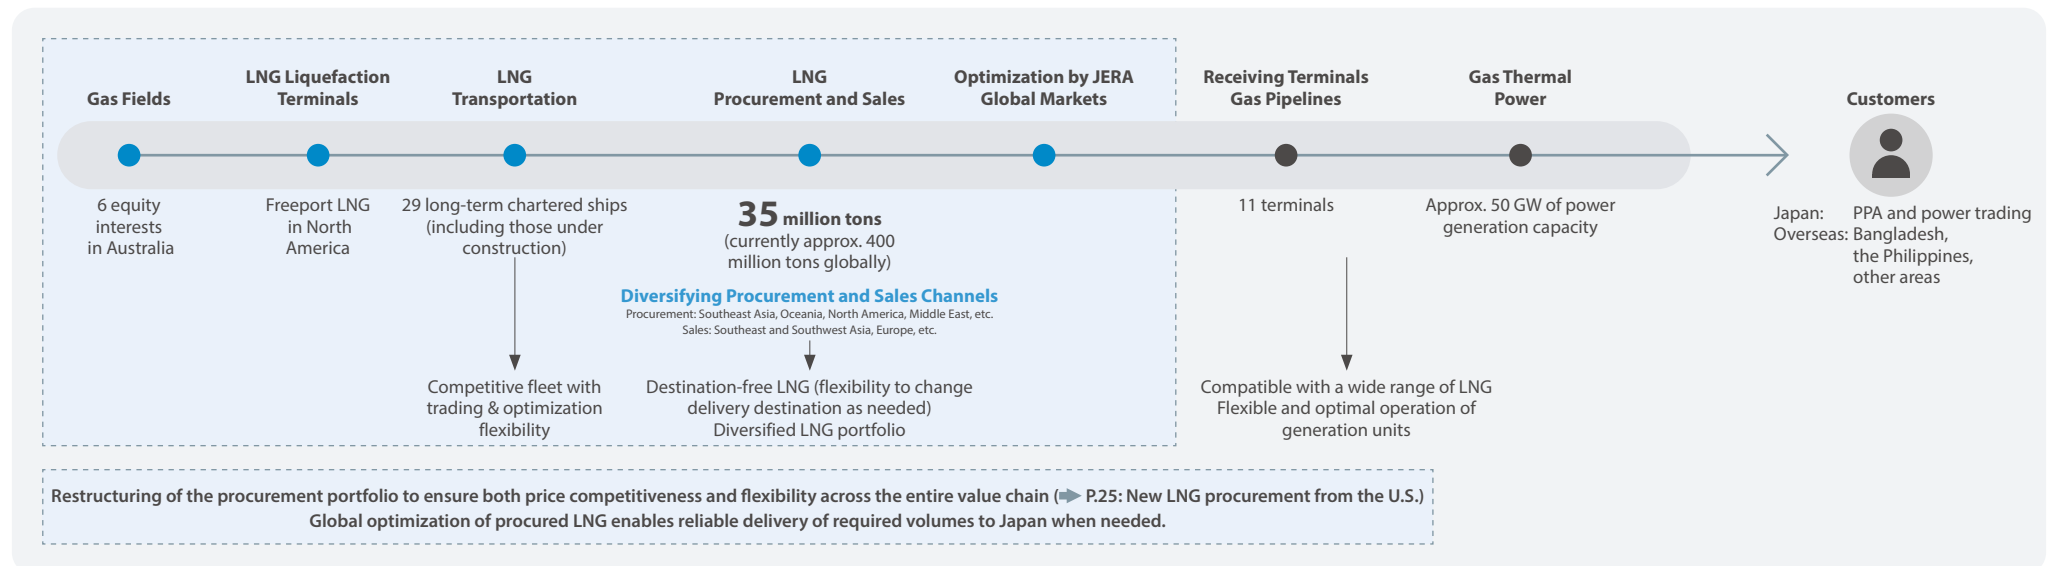 Gas Fields
6 equity
interests
in Australia
LNG Liquefaction
Terminals
Freeport LNG
in North
America
LNG
Transportation
29 long-term chartered ships
(including those under
construction)
Competitive fleet with
trading & optimization
flexibility
LNG
Procurement and Sales
35 million tons
(currently approx. 400
million tons globally)
Diversifying Procurement and Sales Channels
Procurement: Southeast Asia, Oceania, North America, Middle East, etc.
Sales: Southeast and Southwest Asia, Europe, etc.
Destination-free LNG (flexibility to change
delivery destination as needed)
Diversified LNG portfolio
Optimization by JERA
Global Markets
Receiving Terminals
Gas Pipelines
11 terminals
Gas Thermal
Power
Approx. 50 GW of power
generation capacity
Compatible with a wide range of LNG
Flexible and optimal operation of
generation units
Customers
Japan: PPA and power trading
Overseas: Bangladesh,
the Philippines,
other areas
Restructuring of the procurement portfolio to ensure both price competitiveness and flexibility across the entire value chain (➡ P.25: New LNG procurement from the U.S.)
Global optimization of procured LNG enables reliable delivery of required volumes to Japan when needed.